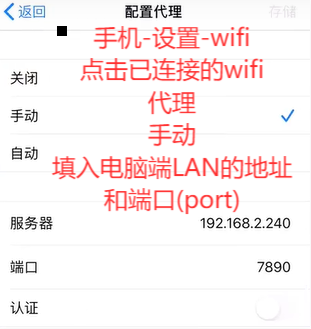 返回
配置代理
存储
手机-设置-wifi
点击已连接的wifi
关闭
代理
手动
手动
自动
填入电脑端LAN的地址
和端口(port)
服务器
192.168.2.240
端口
7890
认证